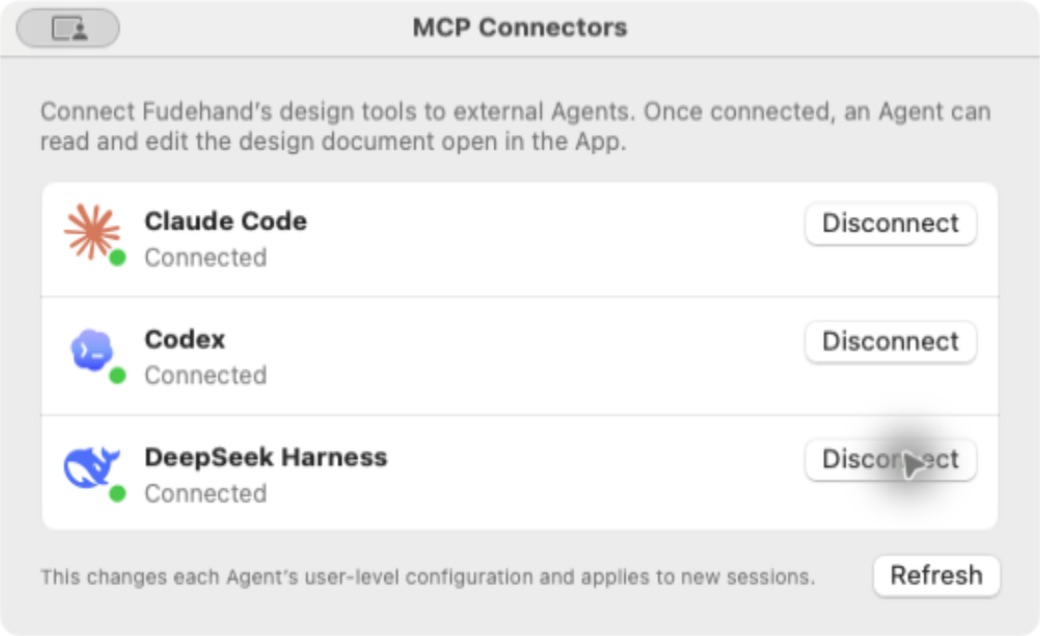 MCP Connectors
Connect Fudehand's design tools to external Agents. Once connected, an Agent can
read and edit the design document open in the App.
Claude Code
Connected
Disconnect
Codex
Connected
Disconnect
DeepSeek Harness
Connected
Disconnect
This changes each Agent's user-level configuration and applies to new sessions.
Refresh